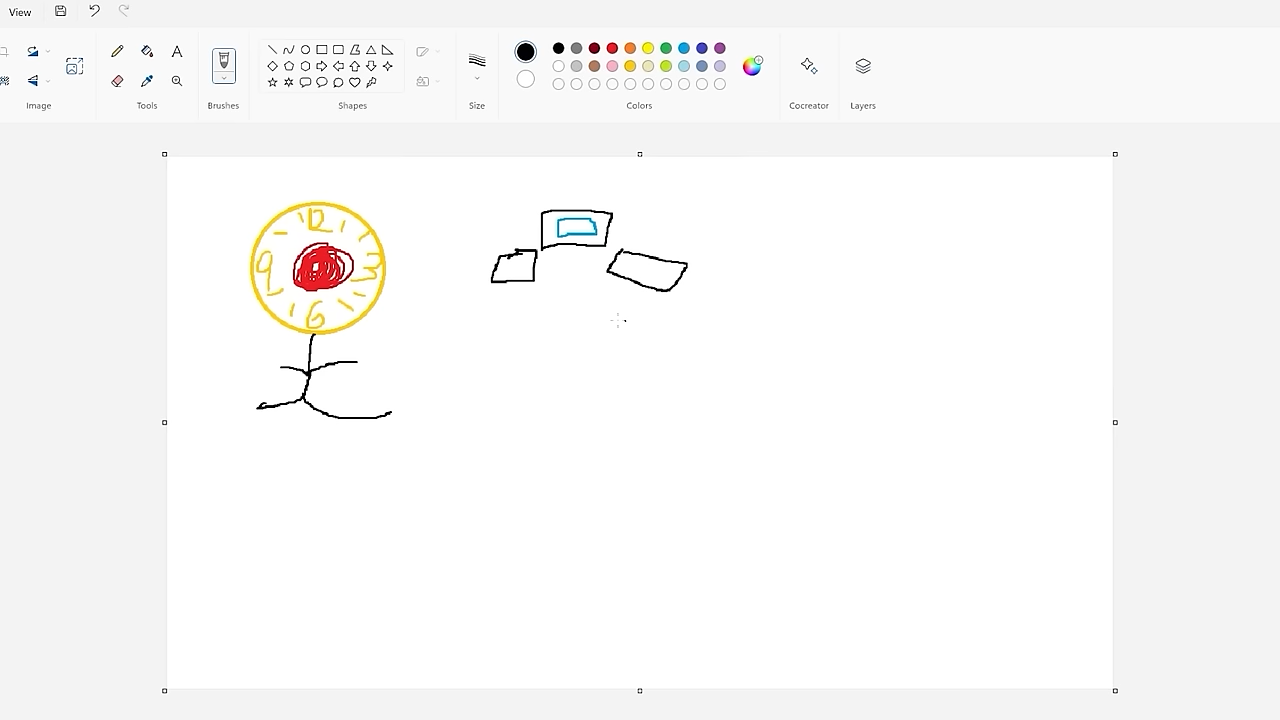 View
Image
Tools
Brushes
Shapes
Size
Colors
Cocreator
Layers
A
12
9
3
6